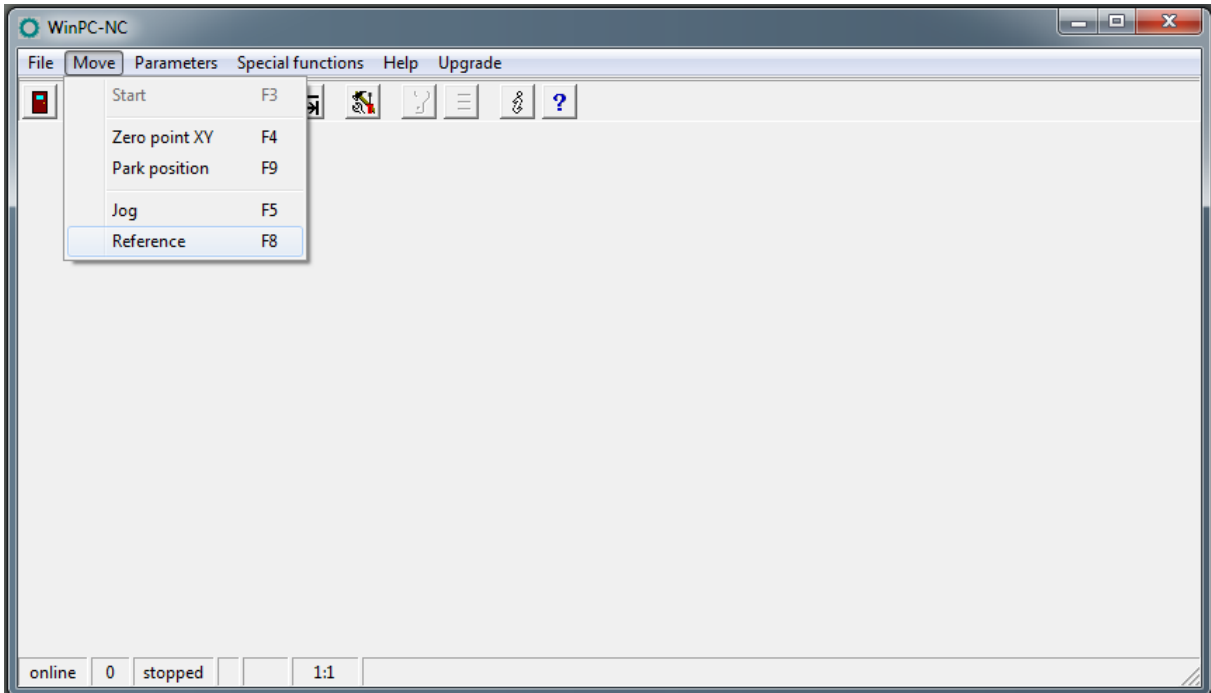 WinPC-NC
File Move Parameters Special functions Help Upgrade
Start F3
Zero point XY F4
Park position F9
Jog F5
Reference F8
online 0 stopped 1:1